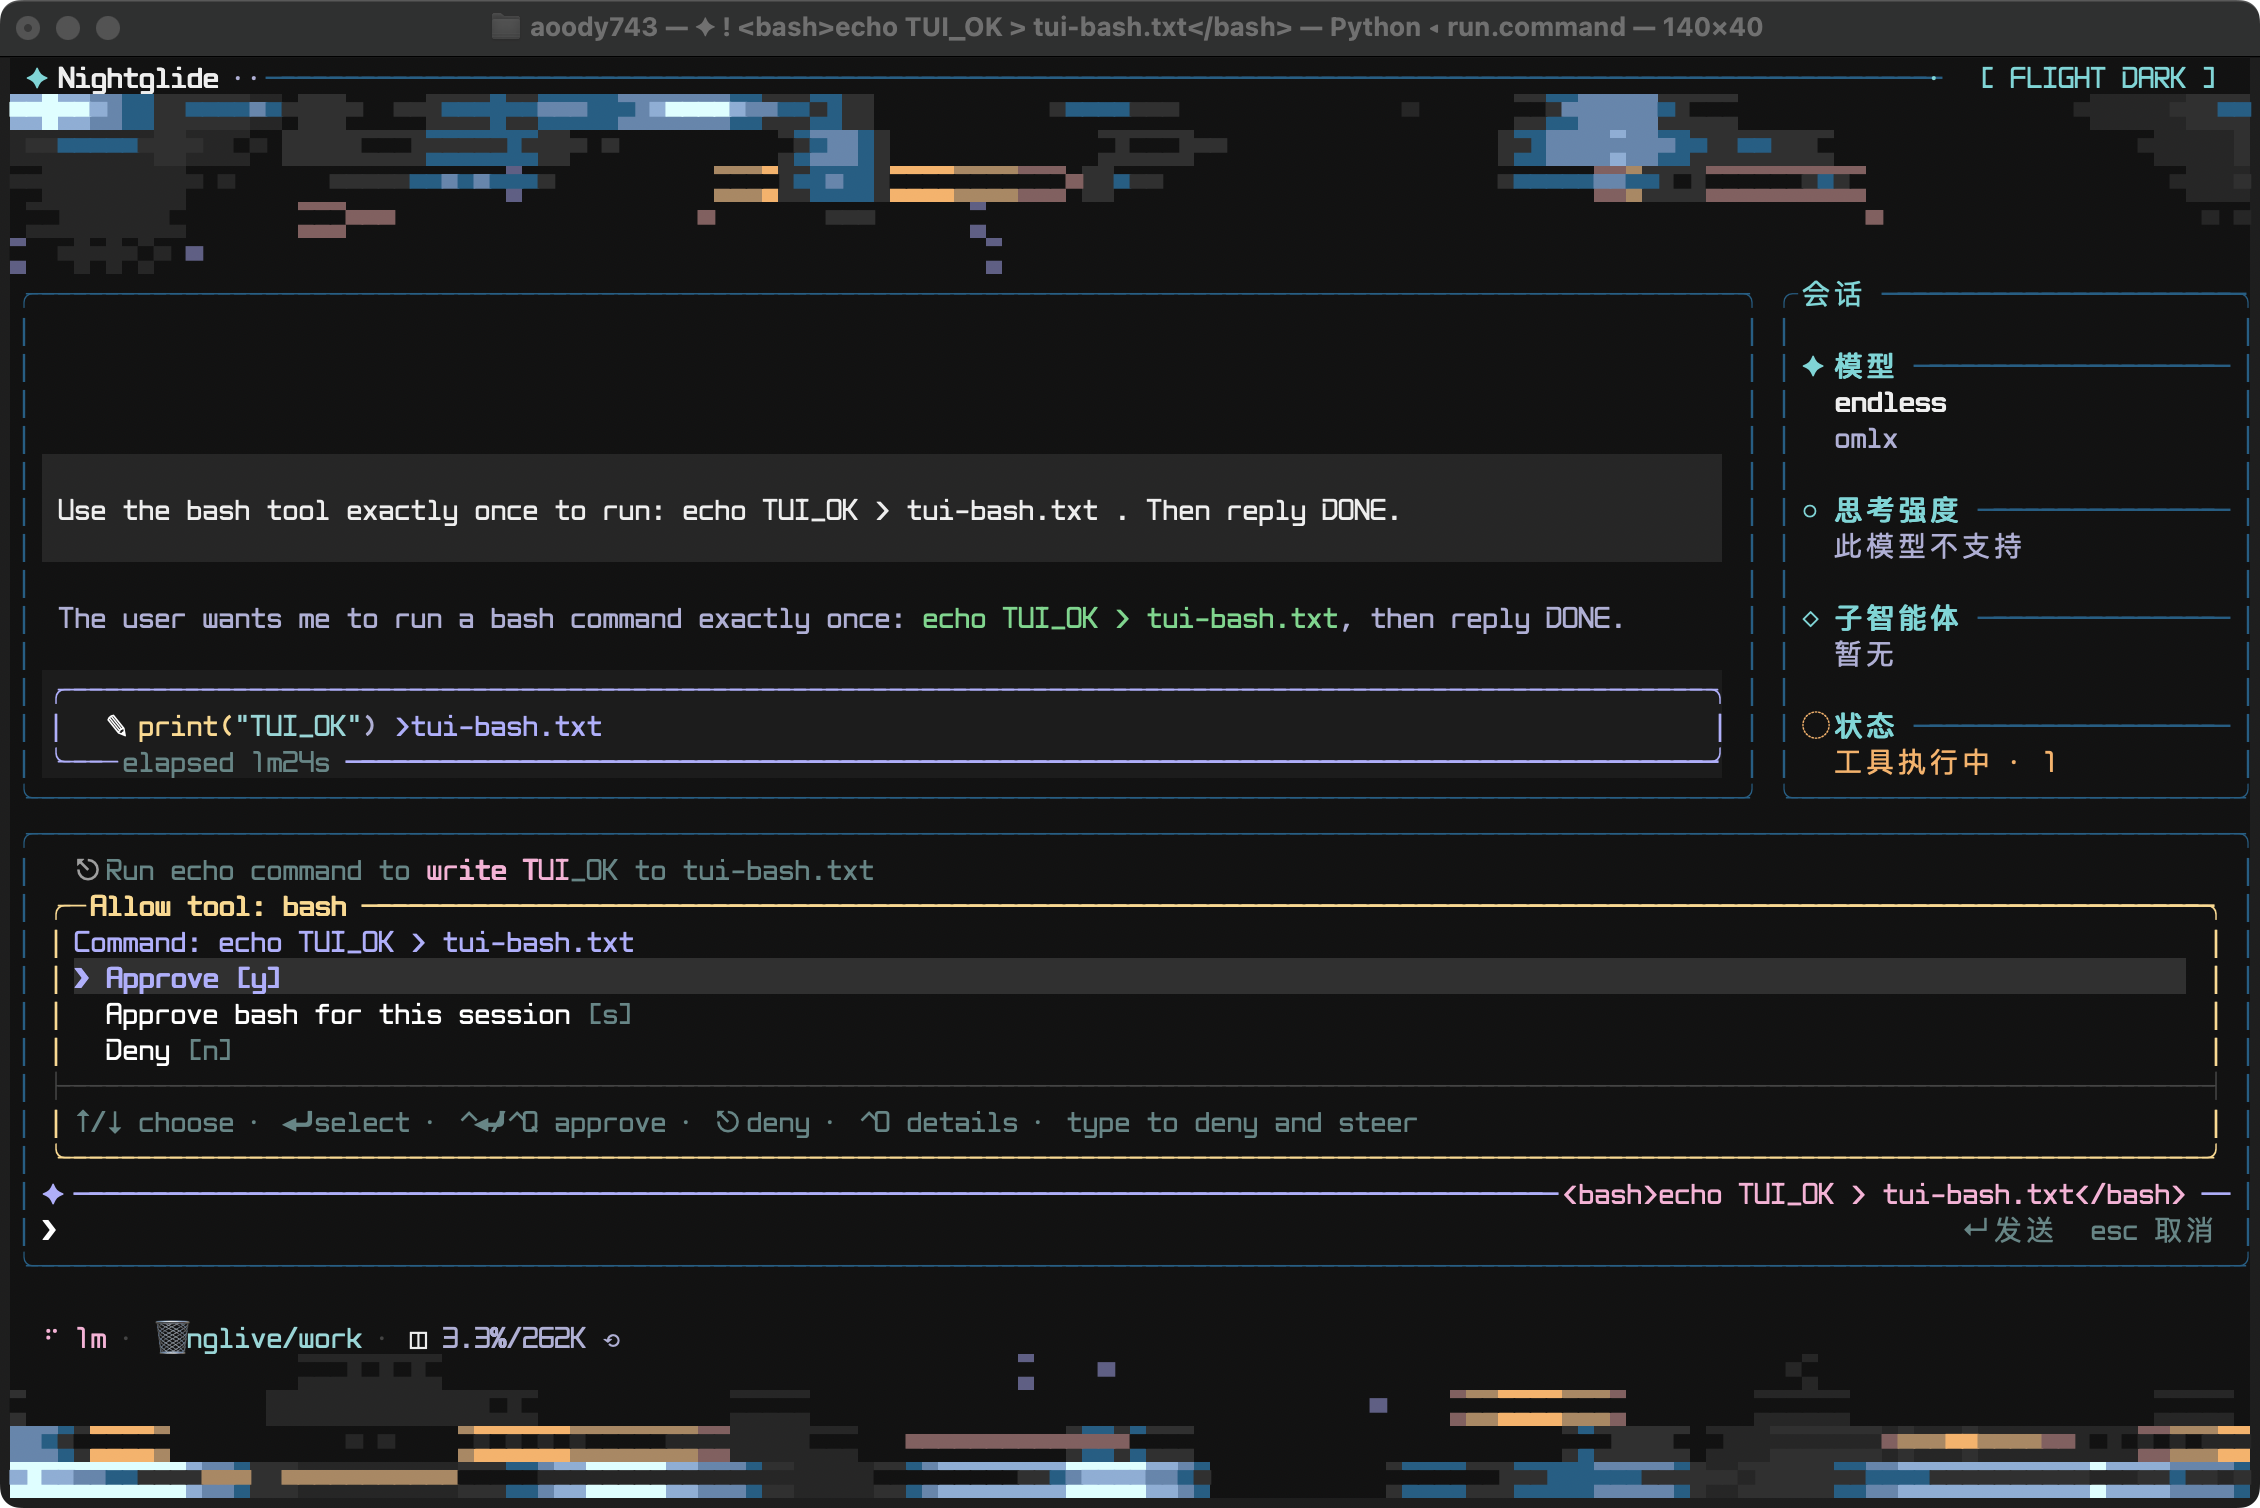 aoody743 — ✦ ! <bash>echo TUI_OK > tui-bash.txt</bash> — Python ◂ run.command — 140×40
✦ Nightglide
[ FLIGHT DARK ]
会话
✦ 模型
endless
omlx
○ 思考强度
此模型不支持
◇ 子智能体
暂无
状态
工具执行中 · 1
Use the bash tool exactly once to run: echo TUI_OK > tui-bash.txt . Then reply DONE.
The user wants me to run a bash command exactly once: echo TUI_OK > tui-bash.txt, then reply DONE.
✎ print("TUI_OK") >tui-bash.txt
elapsed 1m24s
Run echo command to write TUI_OK to tui-bash.txt
Allow tool: bash
Command: echo TUI_OK > tui-bash.txt
❯ Approve [y]
Approve bash for this session [s]
Deny [n]
↑/↓ choose · ↵select · ^↵/^Q approve · ⎋deny · ^O details · type to deny and steer
✦ <bash>echo TUI_OK > tui-bash.txt</bash>
❯
↵发送 esc 取消
1m · 🗑nglive/work · ◫ 3.3%/262K ⟲